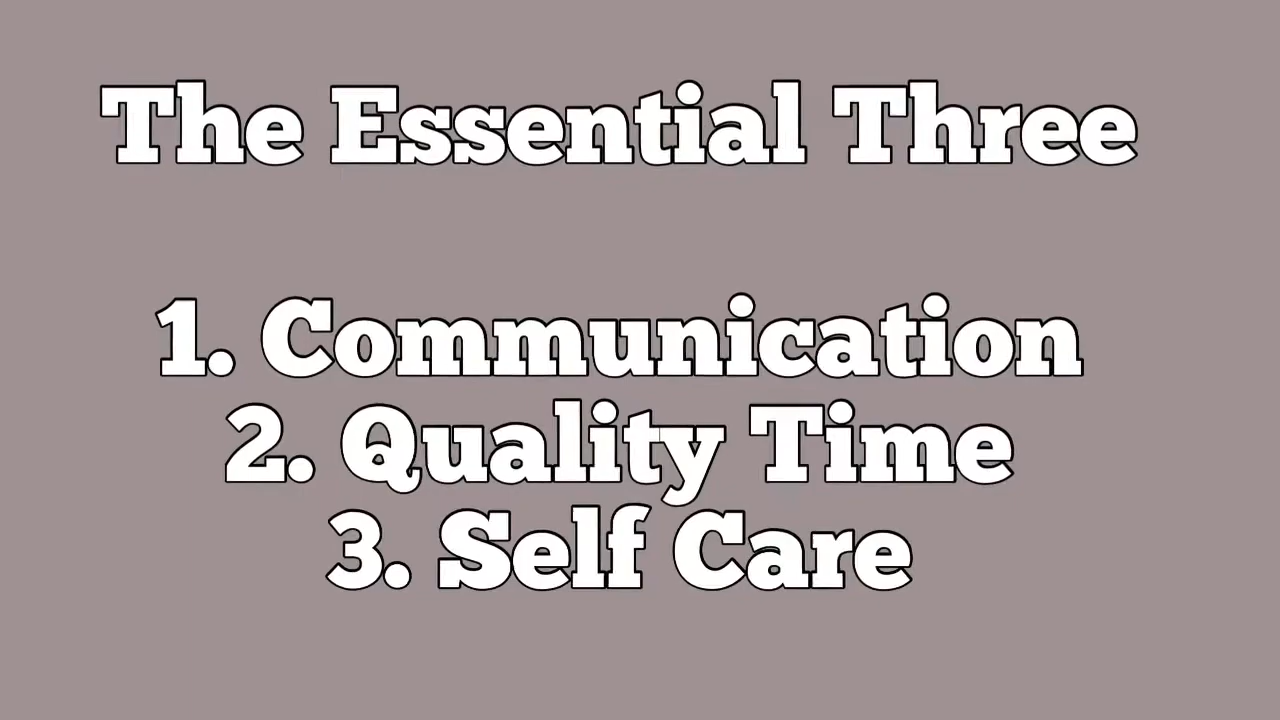 The Essential Three
1. Communication
2. Quality Time
3. Self Care